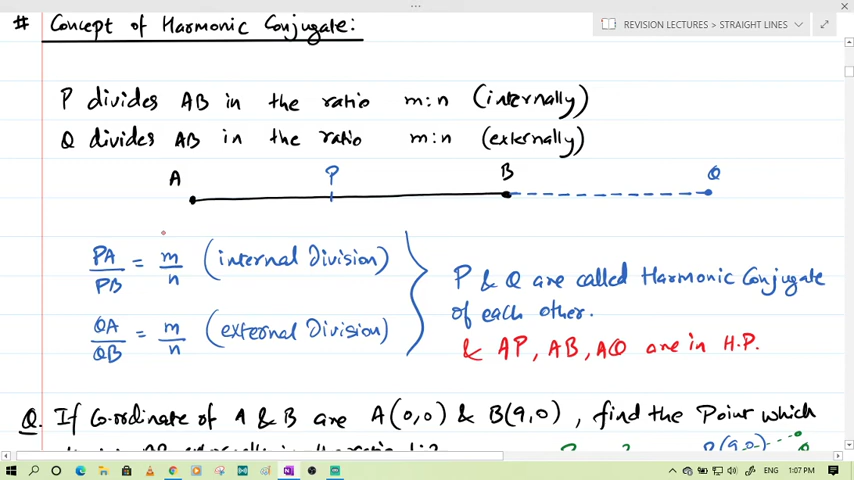 REVISION LECTURES > STRAIGHT LINES
# Concept of Harmonic Conjugate:
P divides AB in the ratio m:n (internally)
Q divides AB in the ratio m:n (externally)
A P B Q
PA/PB = m/n (internal Division)
QA/QB = m/n (external Division)
P & Q are called Harmonic Conjugate
of each other.
& AP, AB, AQ are in H.P.
Q. If Co-ordinate of A & B are A(0,0) & B(9,0), find the Point which
B(9,0)
ENG 1:07 PM